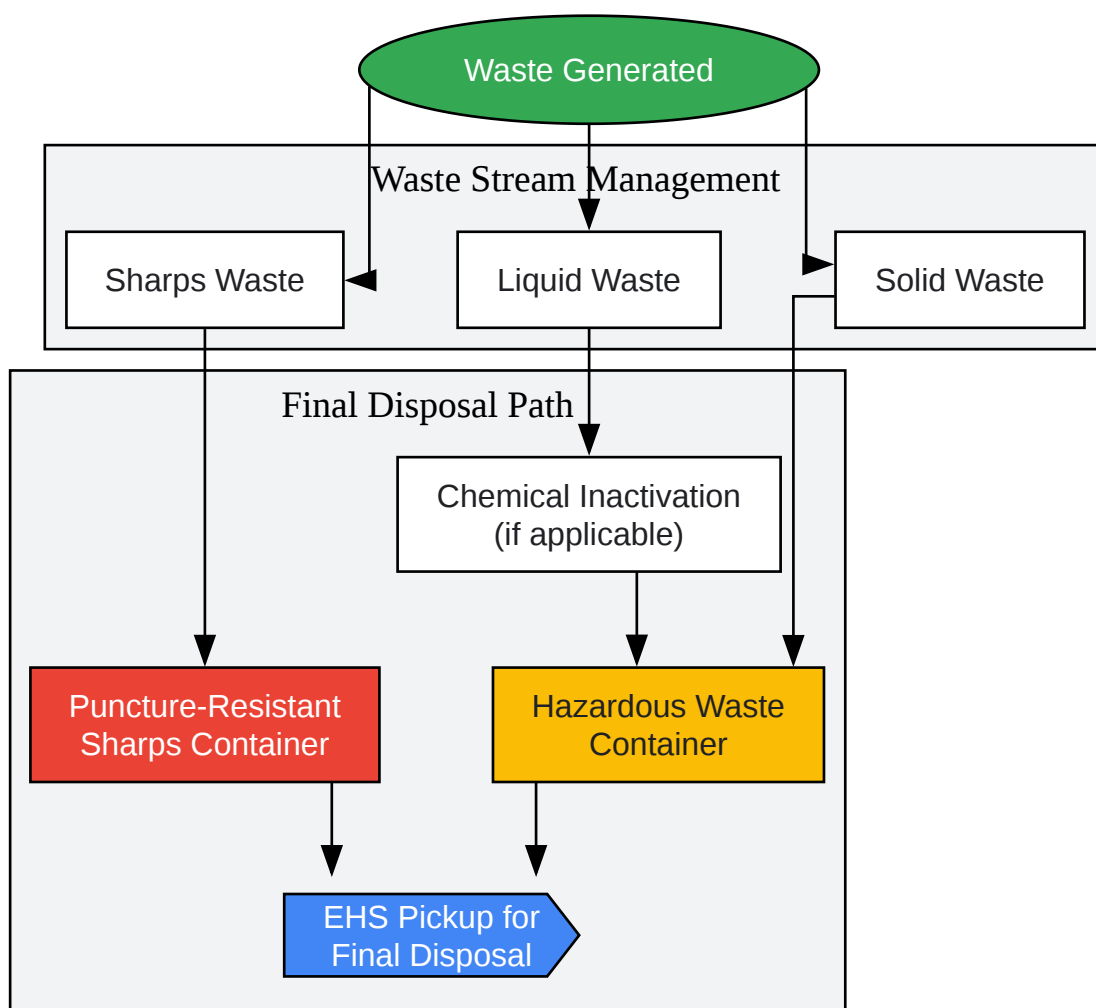 Waste Generated
Waste Stream Management
Sharps Waste
Liquid Waste
Solid Waste
Final Disposal Path
Chemical Inactivation
(if applicable)
Puncture-Resistant
Sharps Container
Hazardous Waste
Container
EHS Pickup for
Final Disposal